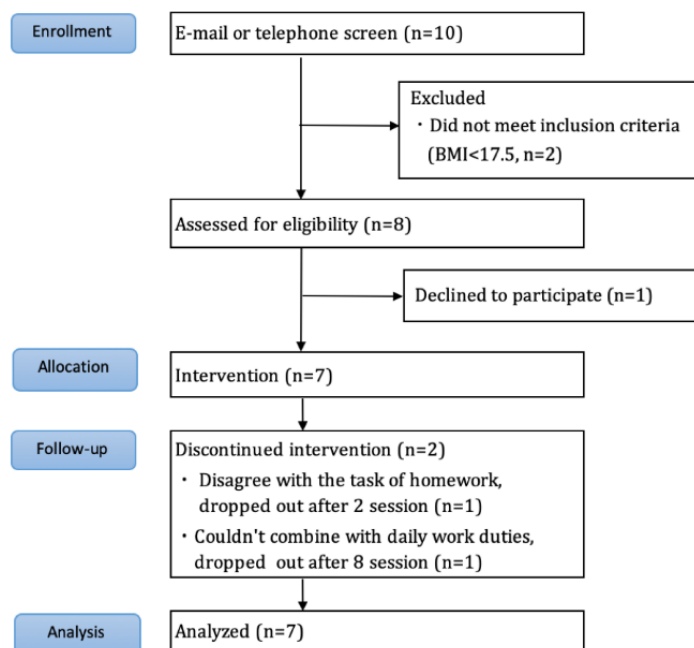 Enrollment
E-mail or telephone screen (n=10)
Excluded
・Did not meet inclusion criteria
(BMI<17.5, n=2)
Assessed for eligibility (n=8)
Declined to participate (n=1)
Allocation
Intervention (n=7)
Follow-up
Discontinued intervention (n=2)
・ Disagree with the task of homework,
dropped out after 2 session (n=1)
・Couldn't combine with daily work duties,
dropped out after 8 session (n=1)
Analysis
Analyzed (n=7)